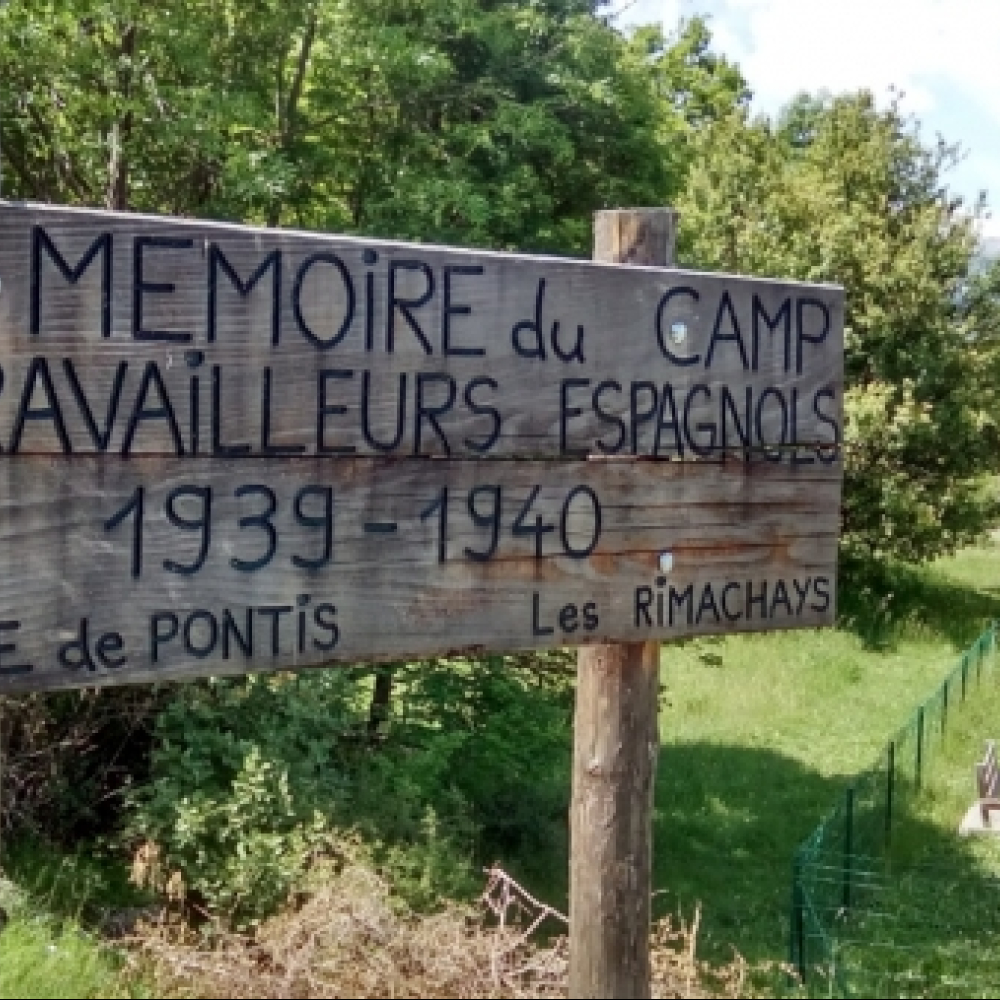 MEMOiRE du CAMP
RAVAiLLEURS ESPAGNOLS
1939-1940
E de PONTiS Les RiMACHAYS